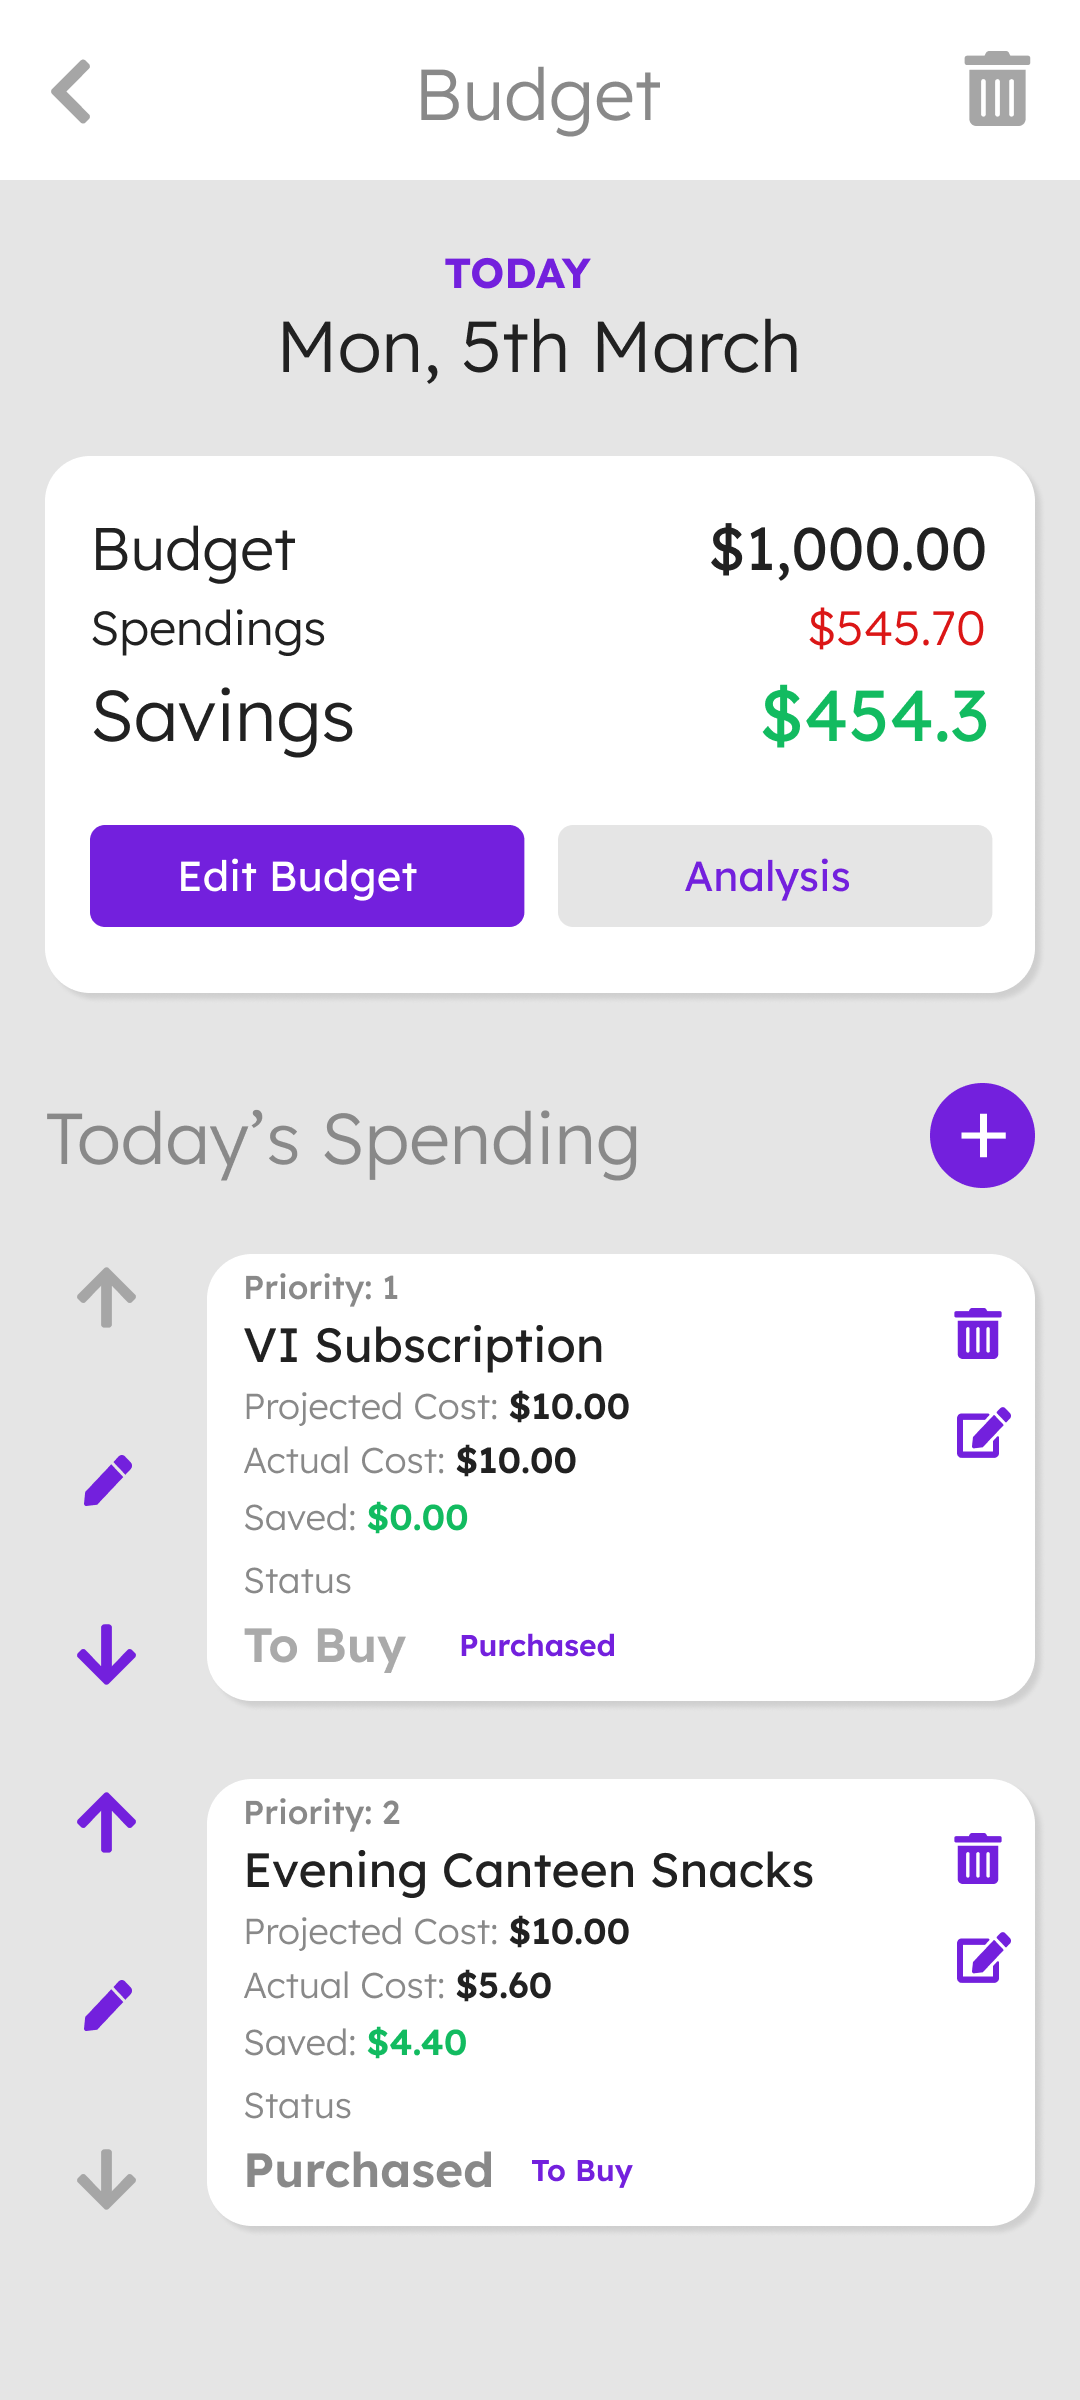 Budget
TODAY
Mon, 5th March
Budget $1,000.00
Spendings $545.70
Savings $454.3
Edit Budget Analysis
Today’s Spending
Priority: 1
VI Subscription
Projected Cost: $10.00
Actual Cost: $10.00
Saved: $0.00
Status
To Buy Purchased
Priority: 2
Evening Canteen Snacks
Projected Cost: $10.00
Actual Cost: $5.60
Saved: $4.40
Status
Purchased To Buy